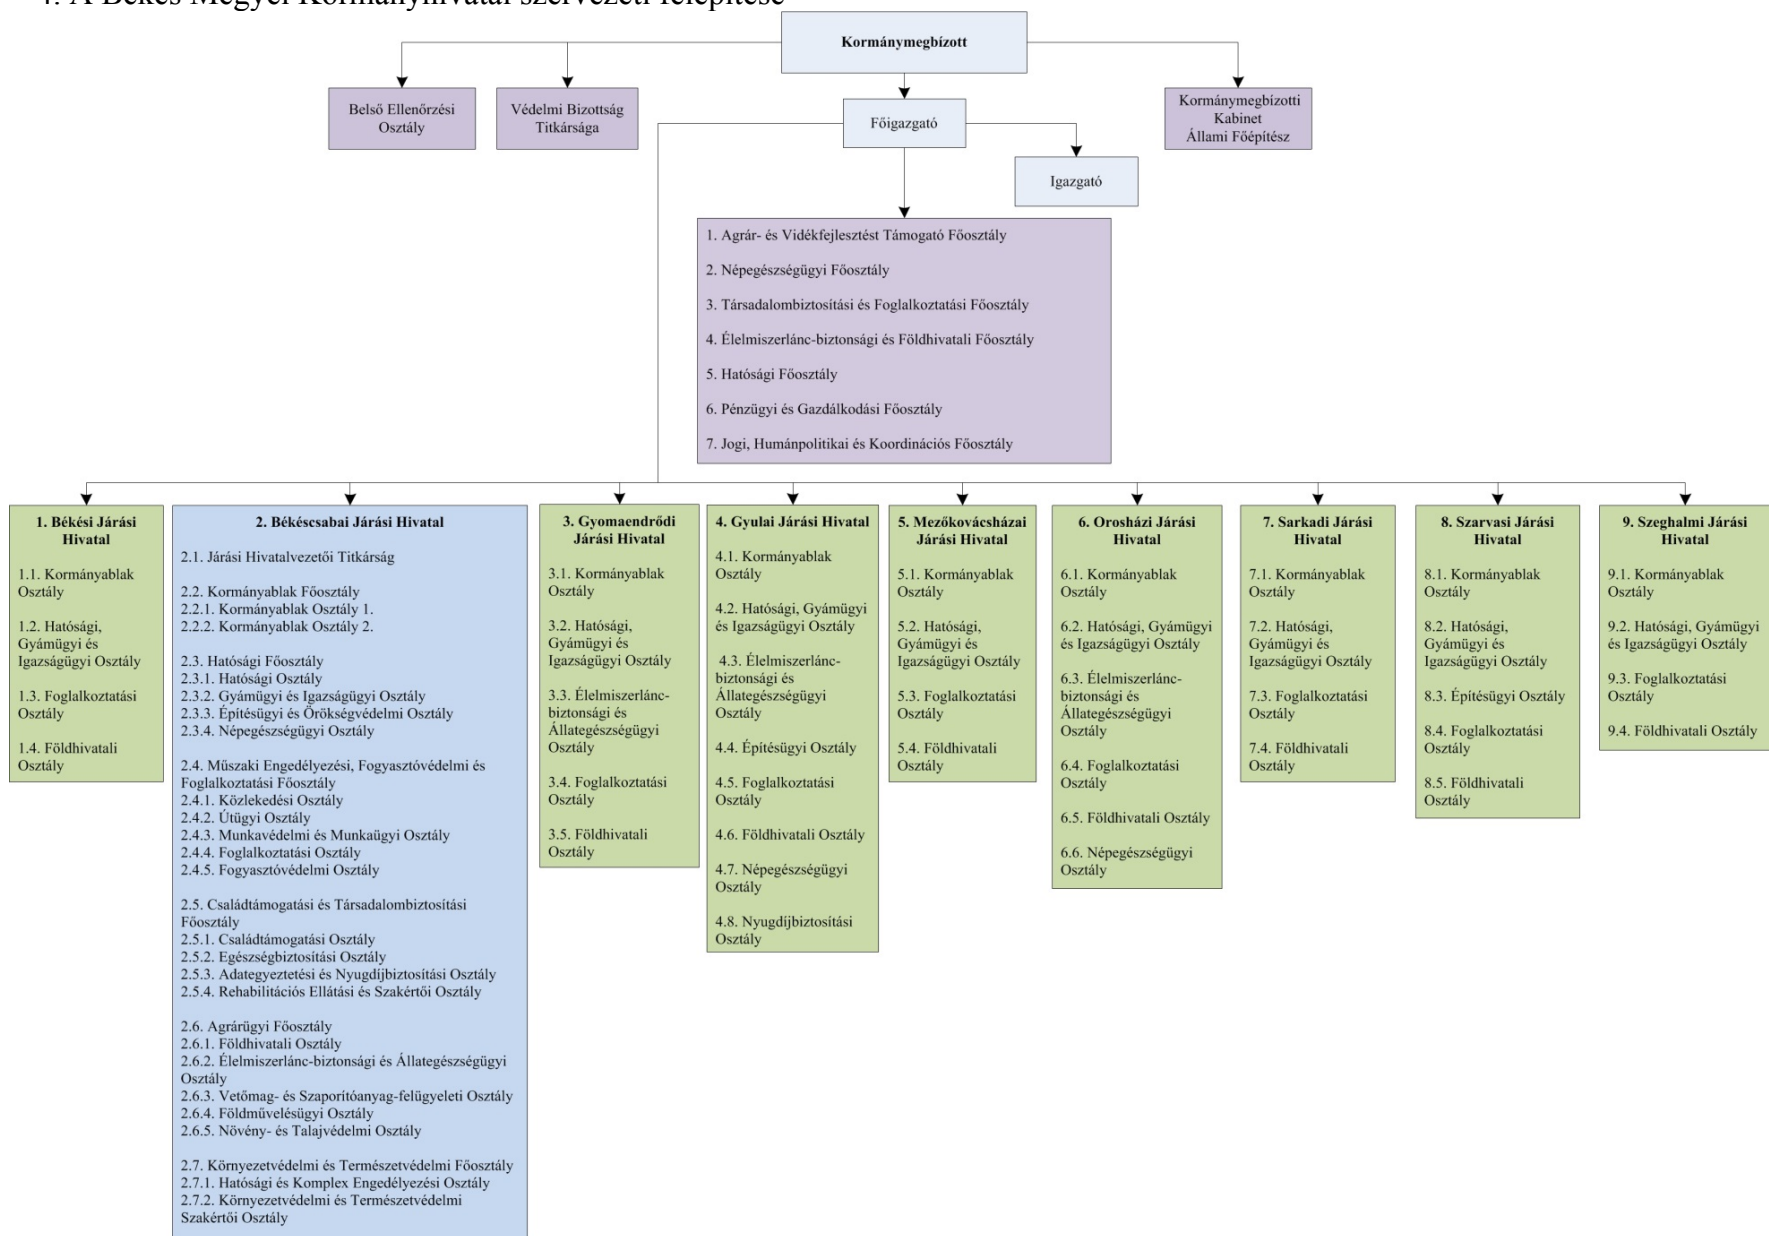 4. A Békés Megyei Kormányhivatal szervezeti felépítése
Kormánymegbízott
Belső Ellenőrzési
Osztály
Védelmi Bizottság
Titkársága
Kormánymegbízotti
Kabinet
Állami Főépítész
Főigazgató
Igazgató
1. Agrár- és Vidékfejlesztést Támogató Főosztály
2. Népegészségügyi Főosztály
3. Társadalombiztosítási és Foglalkoztatási Főosztály
4. Élelmiszerlánc-biztonsági és Földhivatali Főosztály
5. Hatósági Főosztály
6. Pénzügyi és Gazdálkodási Főosztály
7. Jogi, Humánpolitikai és Koordinációs Főosztály
1. Békési Járási
Hivatal
1.1. Kormányablak
Osztály
1.2. Hatósági,
Gyámügyi és
Igazságügyi Osztály
1.3. Foglalkoztatási
Osztály
1.4. Földhivatali
Osztály
2. Békéscsabai Járási Hivatal
2.1. Járási Hivatalvezetői Titkárság
2.2. Kormányablak Főosztály
2.2.1. Kormányablak Osztály 1.
2.2.2. Kormányablak Osztály 2.
2.3. Hatósági Főosztály
2.3.1. Hatósági Osztály
2.3.2. Gyámügyi és Igazságügyi Osztály
2.3.3. Építésügyi és Örökségvédelmi Osztály
2.3.4. Népegészségügyi Osztály
2.4. Műszaki Engedélyezési, Fogyasztóvédelmi és
Foglalkoztatási Főosztály
2.4.1. Közlekedési Osztály
2.4.2. Útügyi Osztály
2.4.3. Munkavédelmi és Munkaügyi Osztály
2.4.4. Foglalkoztatási Osztály
2.4.5. Fogyasztóvédelmi Osztály
2.5. Családtámogatási és Társadalombiztosítási
Főosztály
2.5.1. Családtámogatási Osztály
2.5.2. Egészségbiztosítási Osztály
2.5.3. Adategyeztetési és Nyugdíjbiztosítási Osztály
2.5.4. Rehabilitációs Ellátási és Szakértői Osztály
2.6. Agrárügyi Főosztály
2.6.1. Földhivatali Osztály
2.6.2. Élelmiszerlánc-biztonsági és Állategészségügyi
Osztály
2.6.3. Vetőmag- és Szaporítóanyag-felügyeleti Osztály
2.6.4. Földművelésügyi Osztály
2.6.5. Növény- és Talajvédelmi Osztály
2.7. Környezetvédelmi és Természetvédelmi Főosztály
2.7.1. Hatósági és Komplex Engedélyezési Osztály
2.7.2. Környezetvédelmi és Természetvédelmi
Szakértői Osztály
3. Gyomaendrődi
Járási Hivatal
3.1. Kormányablak
Osztály
3.2. Hatósági,
Gyámügyi és
Igazságügyi Osztály
3.3. Élelmiszerlánc-
biztonsági és
Állategészségügyi
Osztály
3.4. Foglalkoztatási
Osztály
3.5. Földhivatali
Osztály
4. Gyulai Járási Hivatal
4.1. Kormányablak
Osztály
4.2. Hatósági, Gyámügyi
és Igazságügyi Osztály
4.3. Élelmiszerlánc-
biztonsági és
Állategészségügyi
Osztály
4.4. Építésügyi Osztály
4.5. Foglalkoztatási
Osztály
4.6. Földhivatali Osztály
4.7. Népegészségügyi
Osztály
4.8. Nyugdíjbiztosítási
Osztály
5. Mezőkovácsházai
Járási Hivatal
5.1. Kormányablak
Osztály
5.2. Hatósági,
Gyámügyi és
Igazságügyi Osztály
5.3. Foglalkoztatási
Osztály
5.4. Földhivatali
Osztály
6. Orosházi Járási
Hivatal
6.1. Kormányablak
Osztály
6.2. Hatósági, Gyámügyi
és Igazságügyi Osztály
6.3. Élelmiszerlánc-
biztonsági és
Állategészségügyi
Osztály
6.4. Foglalkoztatási
Osztály
6.5. Földhivatali Osztály
6.6. Népegészségügyi
Osztály
7. Sarkadi Járási
Hivatal
7.1. Kormányablak
Osztály
7.2. Hatósági,
Gyámügyi és
Igazságügyi Osztály
7.3. Foglalkoztatási
Osztály
7.4. Földhivatali
Osztály
8. Szarvasi Járási
Hivatal
8.1. Kormányablak
Osztály
8.2. Hatósági,
Gyámügyi és
Igazságügyi Osztály
8.3. Építésügyi Osztály
8.4. Foglalkoztatási
Osztály
8.5. Földhivatali
Osztály
9. Szeghalmi Járási
Hivatal
9.1. Kormányablak
Osztály
9.2. Hatósági, Gyámügyi
és Igazságügyi Osztály
9.3. Foglalkoztatási
Osztály
9.4. Földhivatali Osztály